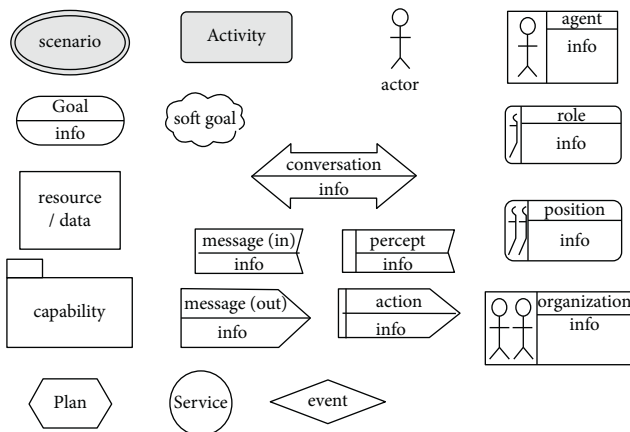 scenario
Activity
actor
agent
info
Goal
info
soft goal
role
info
conversation
info
resource
/ data
position
info
message (in)
info
percept
info
capability
message (out)
info
action
info
organization
info
Plan
Service
event